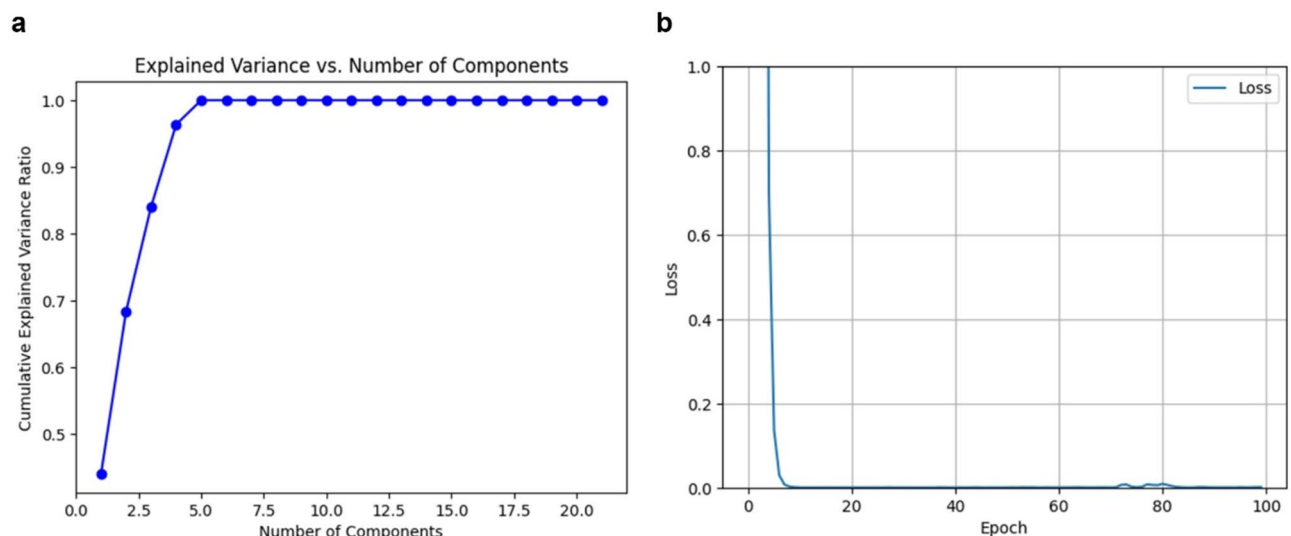 a
Explained Variance vs. Number of Components
1.0
0.9
0.8
0.7
0.6
0.5
Cumulative Explained Variance Ratio
0.0 2.5 5.0 7.5 10.0 12.5 15.0 17.5 20.0
Number of Components
b
Loss
1.0
0.8
0.6
0.4
0.2
0.0
Loss
0 20 40 60 80 100
Epoch